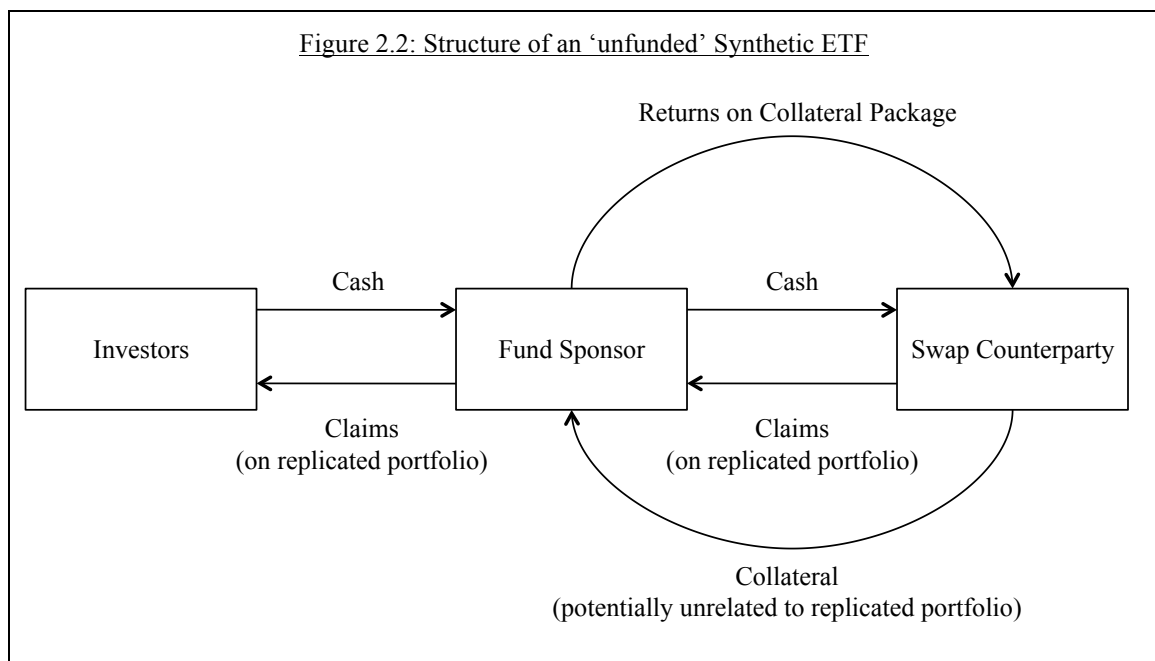 Figure 2.2: Structure of an ‘unfunded’ Synthetic ETF
Returns on Collateral Package
Cash
Cash
Investors
Fund Sponsor
Swap Counterparty
Claims
(on replicated portfolio)
Claims
(on replicated portfolio)
Collateral
(potentially unrelated to replicated portfolio)